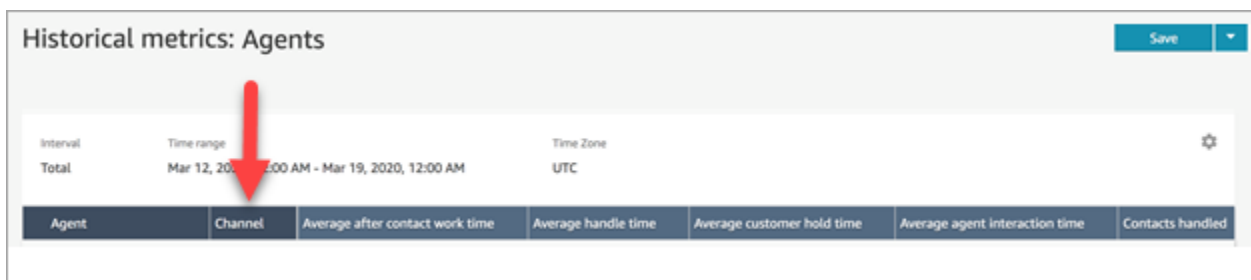 Historical metrics: Agents
Save
Interval Time range Time Zone
Total Mar 12, 20 :00 AM - Mar 19, 2020, 12:00 AM UTC
Agent Channel Average after contact work time Average handle time Average customer hold time Average agent interaction time Contacts handled